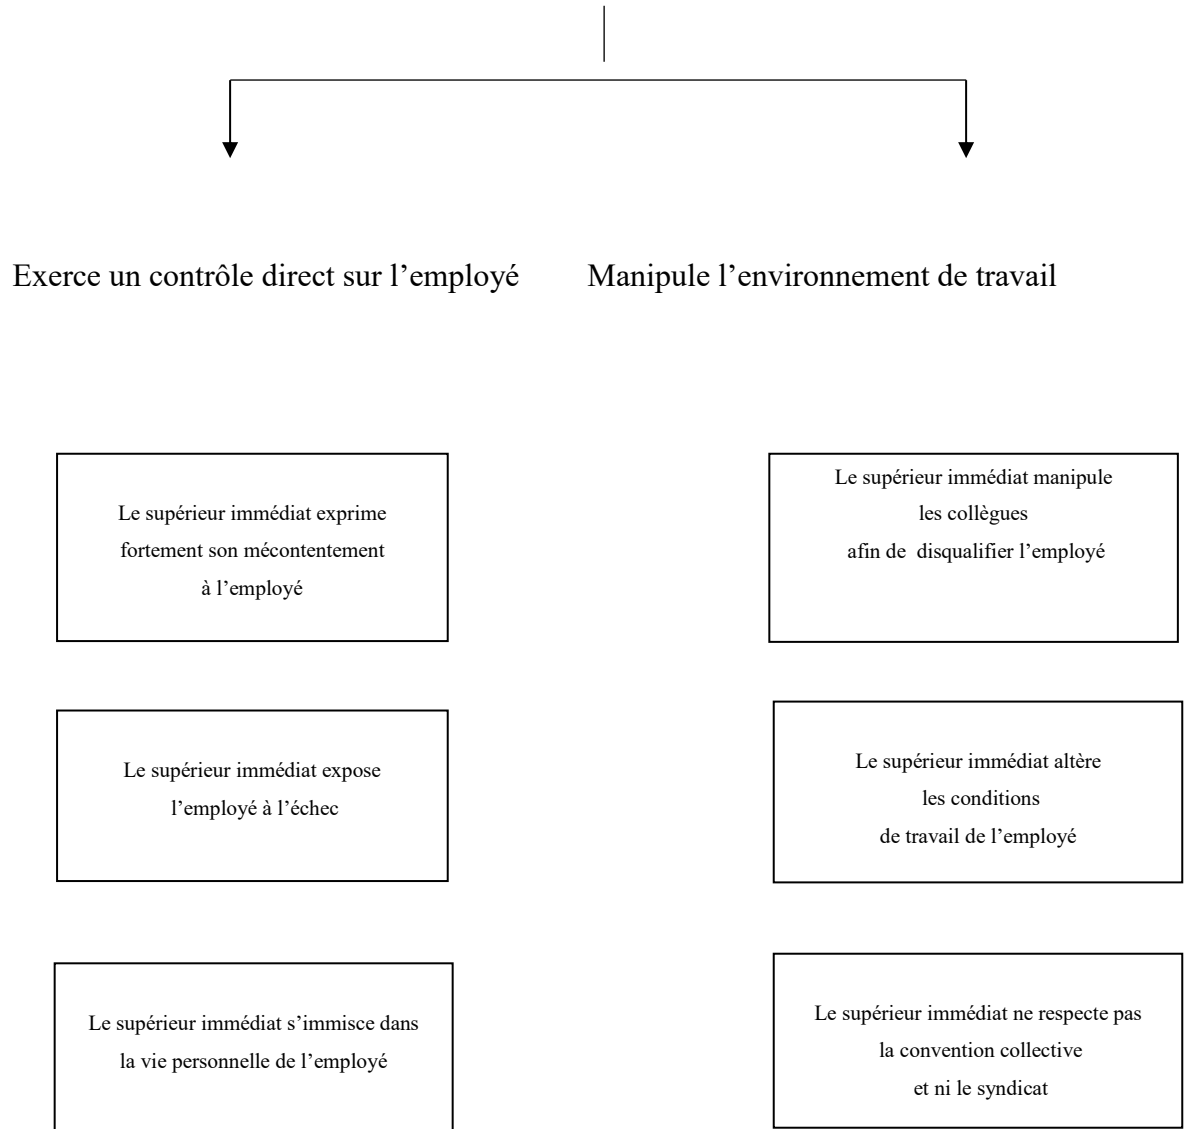 Exerce un contrôle direct sur l’employé
Manipule l’environnement de travail
Le supérieur immédiat exprime
fortement son mécontentement
à l’employé
Le supérieur immédiat manipule
les collègues
afin de  disqualifier l’employé
Le supérieur immédiat expose
l’employé à l’échec
Le supérieur immédiat altère
les conditions
de travail de l’employé
Le supérieur immédiat s’immisce dans
la vie personnelle de l’employé
Le supérieur immédiat ne respecte pas
la convention collective
et ni le syndicat